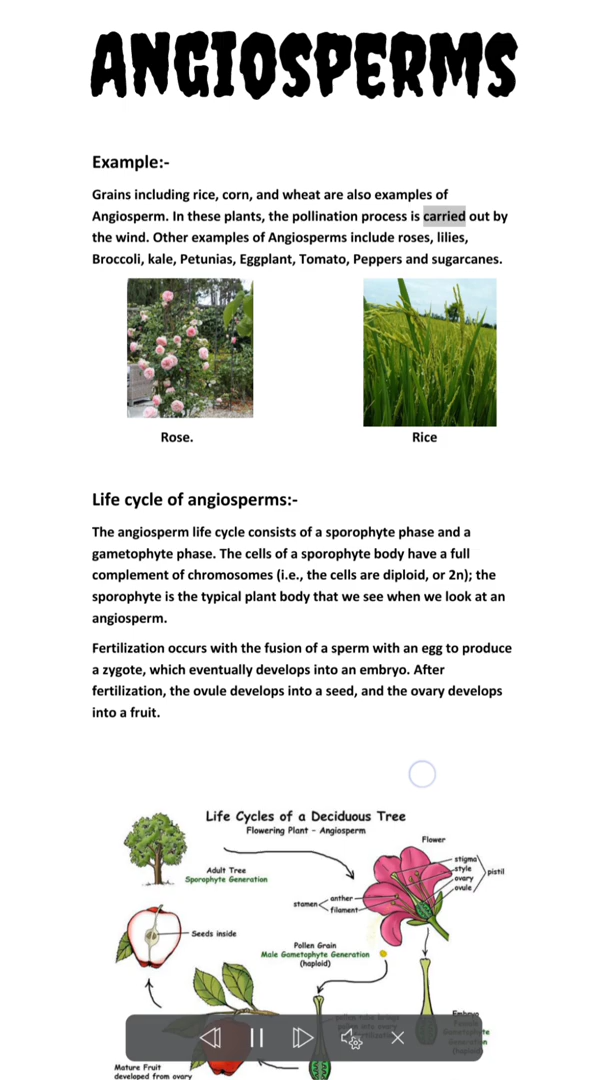 ANGIOSPERMS
Example:-
Grains including rice, corn, and wheat are also examples of
Angiosperm. In these plants, the pollination process is carried out by
the wind. Other examples of Angiosperms include roses, lilies,
Broccoli, kale, Petunias, Eggplant, Tomato, Peppers and sugarcanes.
Rose.
Rice
Life cycle of angiosperms:-
The angiosperm life cycle consists of a sporophyte phase and a
gametophyte phase. The cells of a sporophyte body have a full
complement of chromosomes (i.e., the cells are diploid, or 2n); the
sporophyte is the typical plant body that we see when we look at an
angiosperm.
Fertilization occurs with the fusion of a sperm with an egg to produce
a zygote, which eventually develops into an embryo. After
fertilization, the ovule develops into a seed, and the ovary develops
into a fruit.
Life Cycles of a Deciduous Tree
Flowering Plant - Angiosperm
Flower
stigma
style
ovary
ovule
pistil
Adult Tree
Sporophyte Generation
stamen
anther
filament
Seeds inside
Pollen Grain
Male Gametophyte Generation
(haploid)
Embryo
Generation
(haploid)
Mature Fruit
developed from ovary